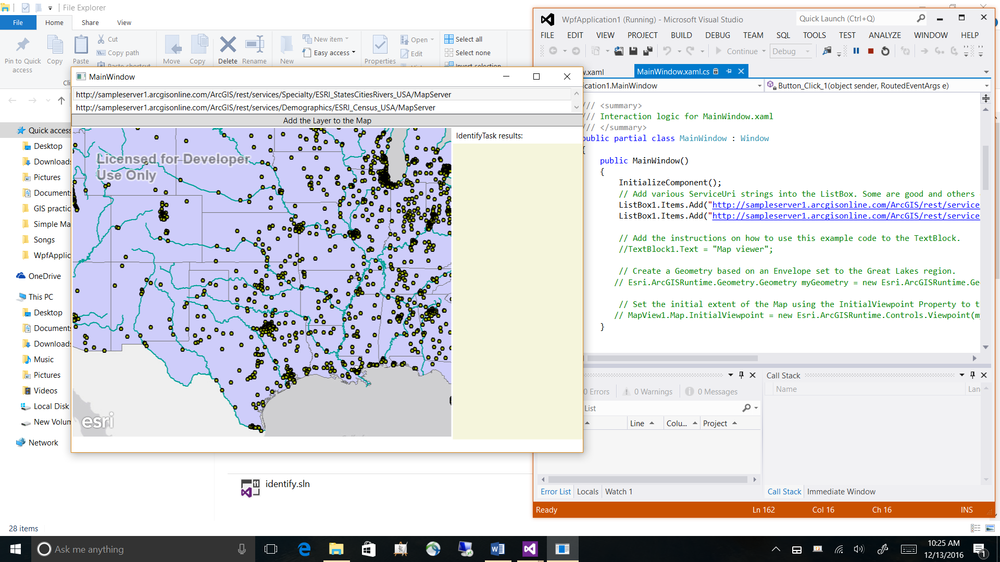 File Explorer
File
Home
Share
View
Pin to Quick access
Copy
Paste
Cut
Copy path
Paste shortcut
Move
Copy
Delete
Rename
New
New item
Easy access
Properties
Open
Edit
Select all
Select none
Invert selection
Quick access
Desktop
Downloads
Pictures
Documents
GIS practic
Simple Ma
Songs
WpfApplic
OneDrive
This PC
Desktop
Documents
Downloads
Music
Pictures
Videos
Local Disk
New Volum
Network
28 items
identify.sln
MainWindow
http://sampleserver1.arcgisonline.com/ArcGIS/rest/services/Specialty/ESRI_StatesCitiesRivers_USA/MapServer
http://sampleserver1.arcgisonline.com/ArcGIS/rest/services/Demographics/ESRI_Census_USA/MapServer
Add the Layer to the Map
Licensed for Developer
Use Only
esri
IdentifyTask results:
WpfApplication1 (Running) - Microsoft Visual Studio
Quick Launch (Ctrl+Q)
FILE EDIT VIEW PROJECT BUILD DEBUG TEAM SQL TOOLS TEST ANALYZE WINDOW HELP
Continue
Debug
w.xaml
MainWindow.xaml.cs
ication1.MainWindow
Button_Click_1(object sender, RoutedEventArgs e)
/// <summary>
/// Interaction logic for MainWindow.xaml
/// </summary>
public partial class MainWindow : Window
{
public MainWindow()
{
InitializeComponent();
// Add various ServiceUri strings into the ListBox. Some are good and others
ListBox1.Items.Add("http://sampleserver1.arcgisonline.com/ArcGIS/rest/service
ListBox1.Items.Add("http://sampleserver1.arcgisonline.com/ArcGIS/rest/service
// Add the instructions on how to use this example code to the TextBlock.
//TextBlock1.Text = "Map viewer";
// Create a Geometry based on an Envelope set to the Great Lakes region.
// Esri.ArcGISRuntime.Geometry.Geometry myGeometry = new Esri.ArcGISRuntime.Ge
// Set the initial extent of the Map using the InitialViewpoint Property to t
// MapView1.Map.InitialViewpoint = new Esri.ArcGISRuntime.Controls.Viewpoint(m
}
0 Errors
0 Warnings
0 Messages
List
Line
Colu...
Project
Error List
Locals
Watch 1
Call Stack
Name
Lan
Call Stack
Immediate Window
Ready
Ln 162
Col 16
Ch 16
INS
Ask me anything
10:25 AM
12/13/2016
1